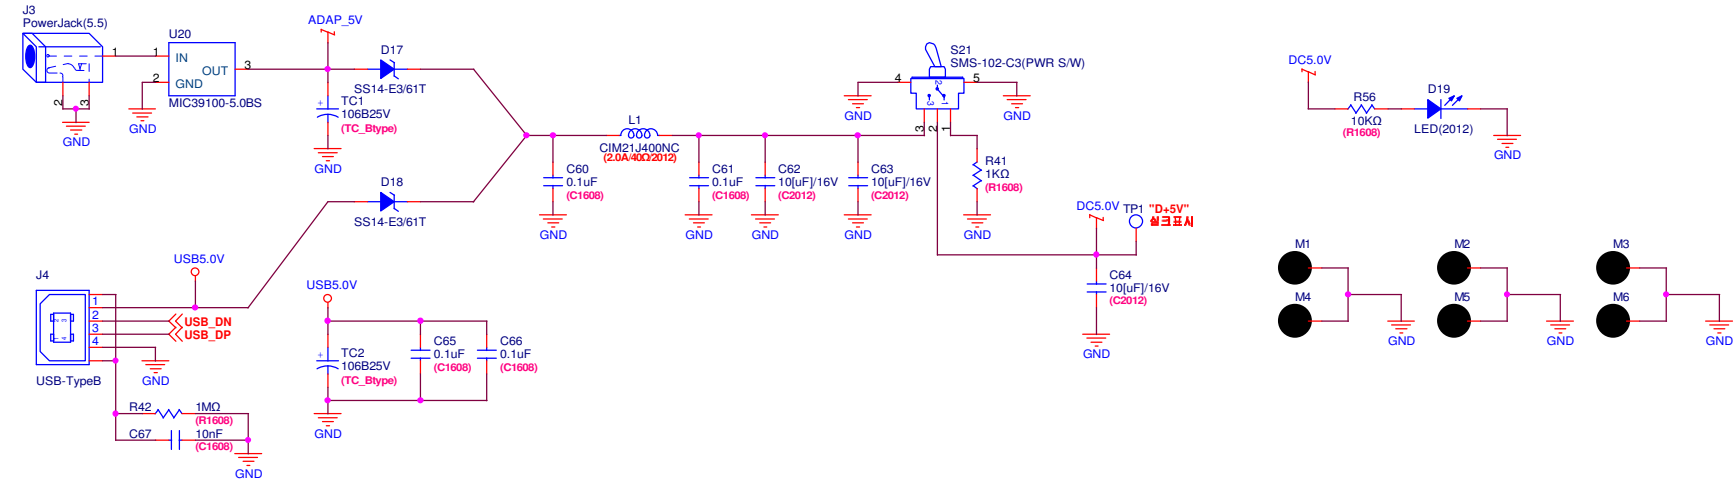 J3
PowerJack(5.5)
1
2
3
U20
1
IN
2
GND
OUT
3
MIC39100-5.0BS
GND
GND
ADAP_5V
D17
SS14-E3/61T
TC1
106B25V
(TC_Btype)
GND
D18
SS14-E3/61T
L1
CIM21J400NC
(2.0A/40Ω/2012)
C60
0.1uF
(C1608)
GND
C61
0.1uF
(C1608)
GND
C62
10[uF]/16V
(C2012)
GND
C63
10[uF]/16V
(C2012)
GND
S21
SMS-102-C3(PWR S/W)
4
5
2
3
1
3
2
1
GND
GND
R41
1KΩ
(R1608)
GND
DC5.0V
TP1
"D+5V"
실크표시
C64
10[uF]/16V
(C2012)
GND
DC5.0V
R56
10KΩ
(R1608)
D19
LED(2012)
GND
USB5.0V
J4
1
2
3
4
2
3
1
4
USB_DN
USB_DP
USB-TypeB
GND
R42
1MΩ
(R1608)
C67
10nF
(C1608)
GND
USB5.0V
TC2
106B25V
(TC_Btype)
C65
0.1uF
(C1608)
C66
0.1uF
(C1608)
GND
M1
M4
GND
M2
M5
GND
M3
M6
GND